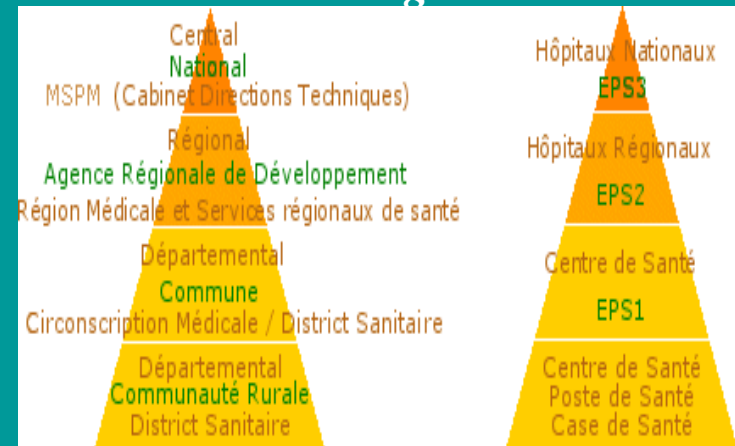 Central
National
MSPM (Cabinet Directions Techniques)
Régional
Agence Régionale de Développement
Région Médicale et Services régionaux de santé
Départemental
Commune
Circonscription Médicale / District Sanitaire
Départemental
Communauté Rurale
District Sanitaire
Hôpitaux Nationaux
EPS3
Hôpitaux Régionaux
EPS2
Centre de Santé
EPS1
Centre de Santé
Poste de Santé
Case de Santé